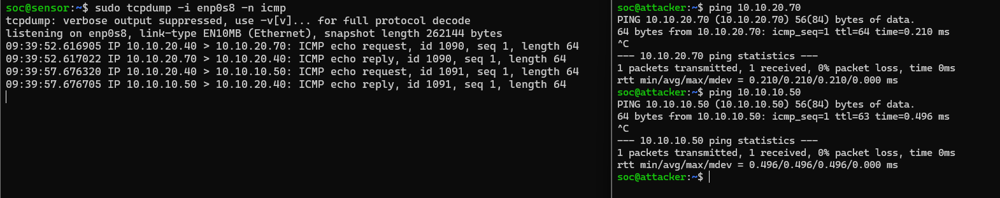 soc@sensor:~$ sudo tcpdump -i enp0s8 -n icmp
tcpdump: verbose output suppressed, use -v[v]... for full protocol decode
listening on enp0s8, link-type EN10MB (Ethernet), snapshot length 262144 bytes
09:39:52.616905 IP 10.10.20.40 > 10.10.20.70: ICMP echo request, id 1090, seq 1, length 64
09:39:52.617022 IP 10.10.20.70 > 10.10.20.40: ICMP echo reply, id 1090, seq 1, length 64
09:39:57.676320 IP 10.10.20.40 > 10.10.10.50: ICMP echo request, id 1091, seq 1, length 64
09:39:57.676705 IP 10.10.10.50 > 10.10.20.40: ICMP echo reply, id 1091, seq 1, length 64
soc@attacker:~$ ping 10.10.20.70
PING 10.10.20.70 (10.10.20.70) 56(84) bytes of data.
64 bytes from 10.10.20.70: icmp_seq=1 ttl=64 time=0.210 ms
^C
--- 10.10.20.70 ping statistics ---
1 packets transmitted, 1 received, 0% packet loss, time 0ms
rtt min/avg/max/mdev = 0.210/0.210/0.210/0.000 ms
soc@attacker:~$ ping 10.10.10.50
PING 10.10.10.50 (10.10.10.50) 56(84) bytes of data.
64 bytes from 10.10.10.50: icmp_seq=1 ttl=63 time=0.496 ms
^C
--- 10.10.10.50 ping statistics ---
1 packets transmitted, 1 received, 0% packet loss, time 0ms
rtt min/avg/max/mdev = 0.496/0.496/0.496/0.000 ms
soc@attacker:~$